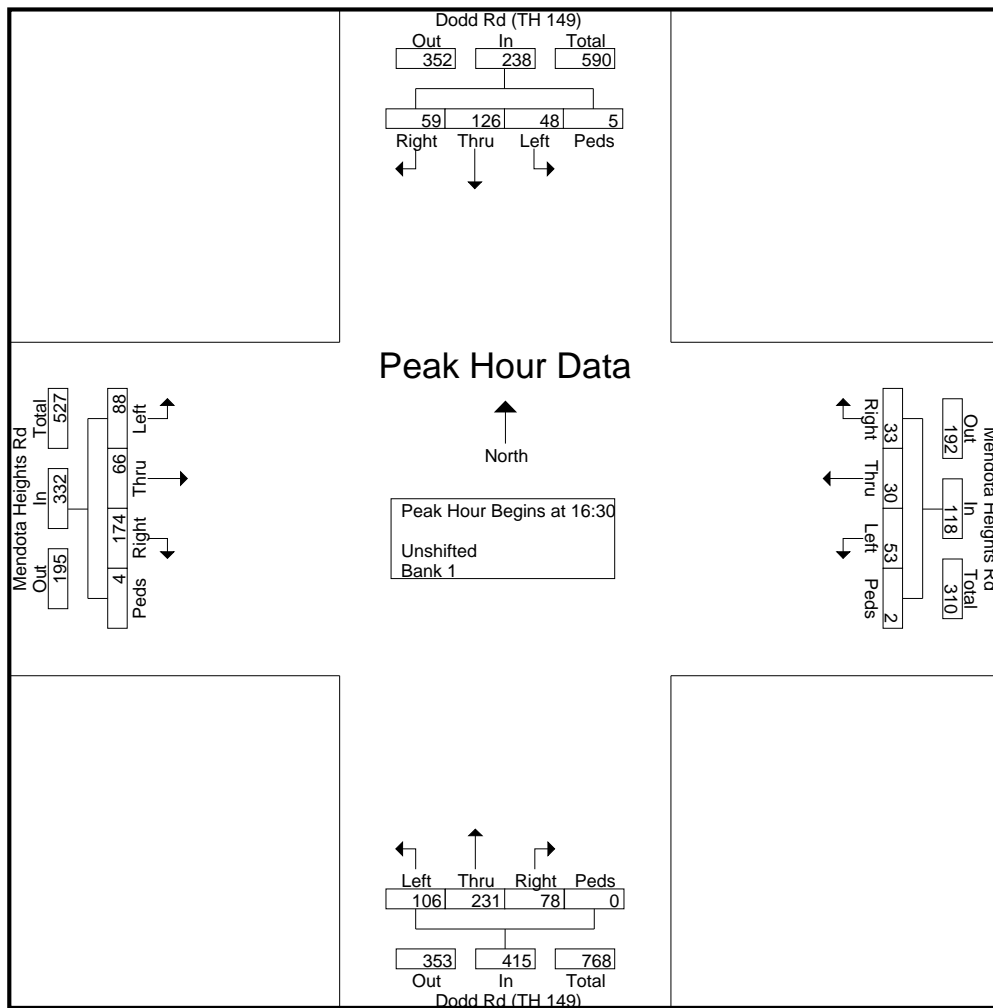 Dodd Rd (TH 149)
Out In Total
352 238 590
59 126 48 5
Right Thru Left Peds
Peak Hour Data
North
Peak Hour Begins at 16:30
Unshifted
Bank 1
Mendota Heights Rd
Out In Total
195 332 527
4 174 66 88
Peds Right Thru Left
Mendota Heights Rd
Out In Total
192 118 310
33 30 53 2
Right Thru Left Peds
Left Thru Right Peds
106 231 78 0
353 415 768
Out In Total
Dodd Rd (TH 149)